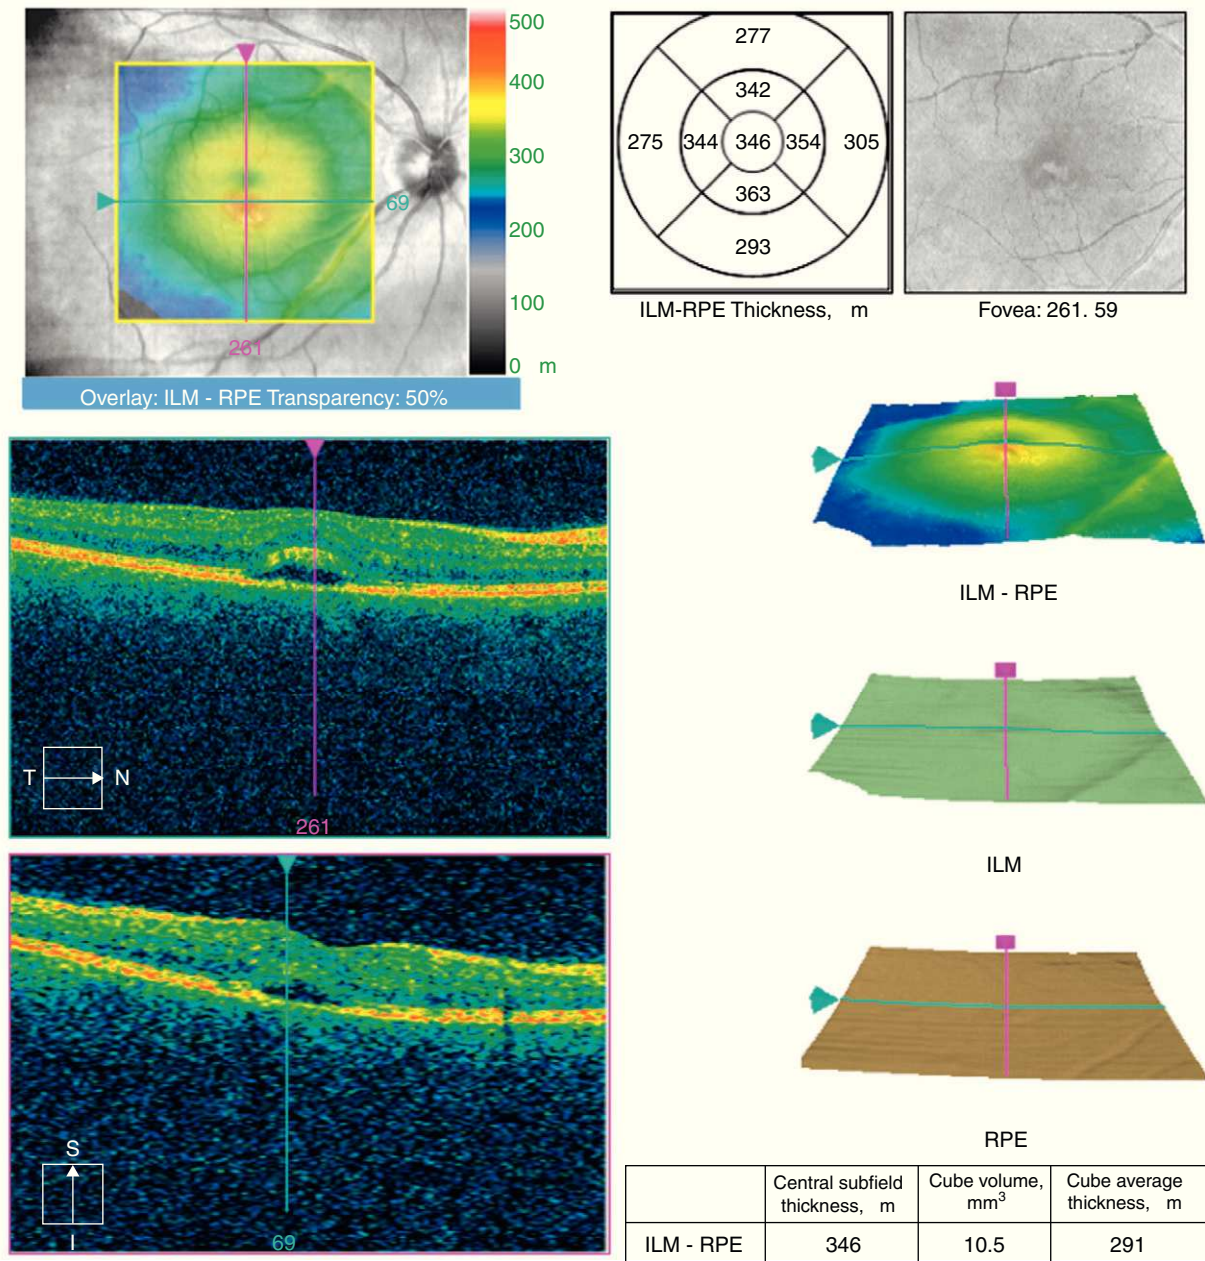 500
400
300
200
100
0 m
69
261
Overlay: ILM - RPE Transparency: 50%
277
342
275
344
346
354
305
363
293
ILM-RPE Thickness, m
Fovea: 261. 59
ILM - RPE
T
N
261
ILM
S
I
69
RPE
Central subfield thickness, m
Cube volume, mm³
Cube average thickness, m
ILM - RPE
346
10.5
291